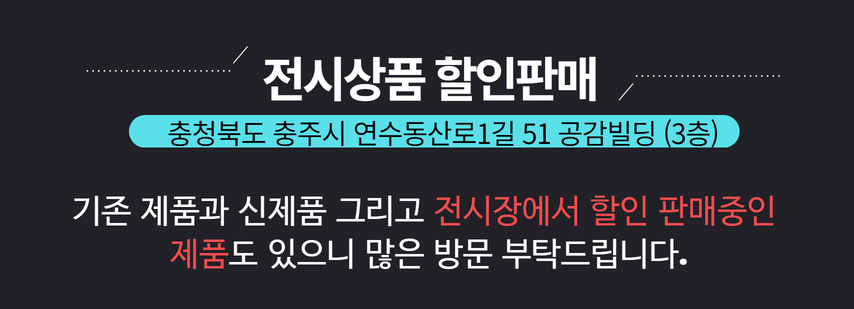 전시상품 할인판매
충청북도 충주시 연수동산로1길 51 공감빌딩 (3층)
기존 제품과 신제품 그리고 전시장에서 할인 판매중인
제품도 있으니 많은 방문 부탁드립니다.